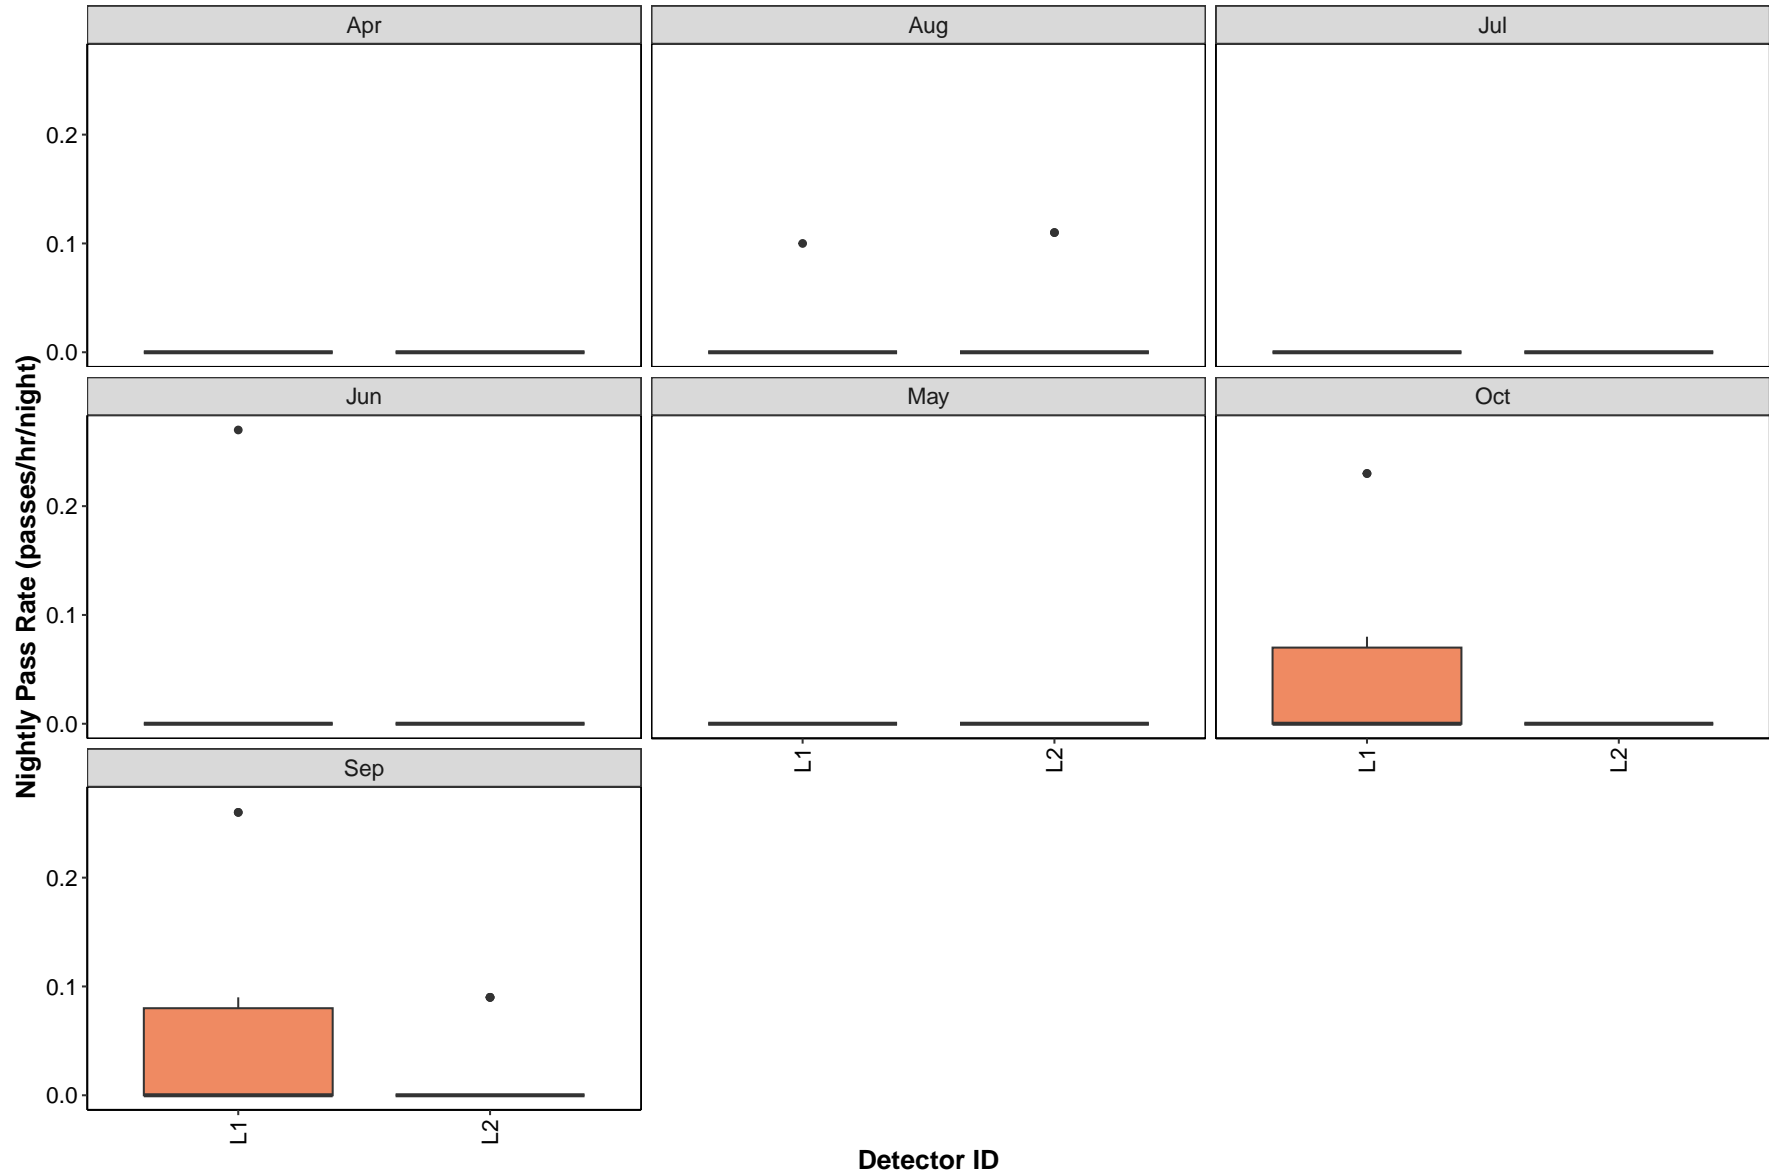 Apr
Aug
Jul
0.2
0.1
0.0
Jun
May
Oct
0.2
0.1
0.0
L1
L2
L1
L2
Sep
0.2
0.1
0.0
L1
L2
Nightly Pass Rate (passes/hr/night)
Detector ID